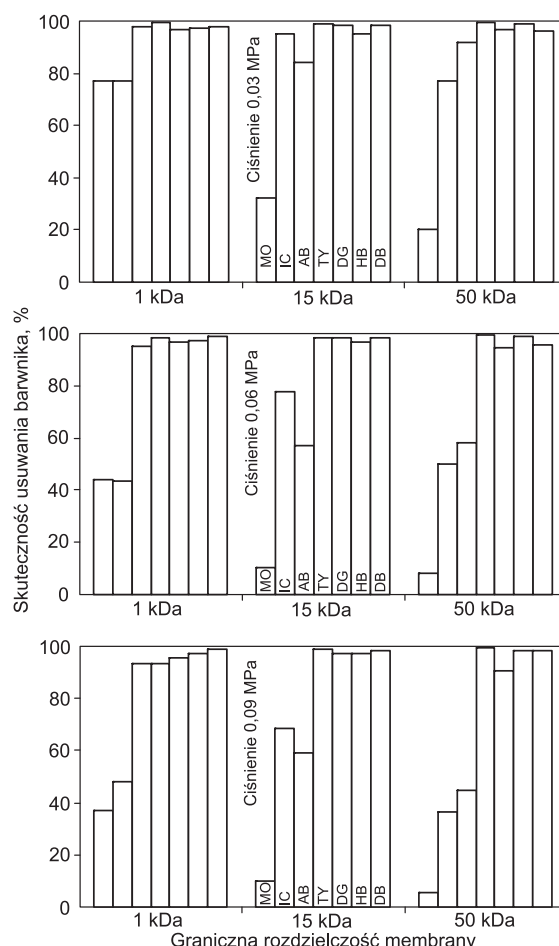 Skuteczność usuwania barwnika, %
100
80
60
40
20
0
Ciśnienie 0,03 MPa
MO
IC
AB
TY
DG
HB
DB
1 kDa
15 kDa
50 kDa
100
80
60
40
20
0
Ciśnienie 0,06 MPa
MO
IC
AB
TY
DG
HB
DB
1 kDa
15 kDa
50 kDa
100
80
60
40
20
0
Ciśnienie 0,09 MPa
MO
IC
AB
TY
DG
HB
DB
1 kDa
15 kDa
50 kDa
Graniczna rozdzielczość membrany